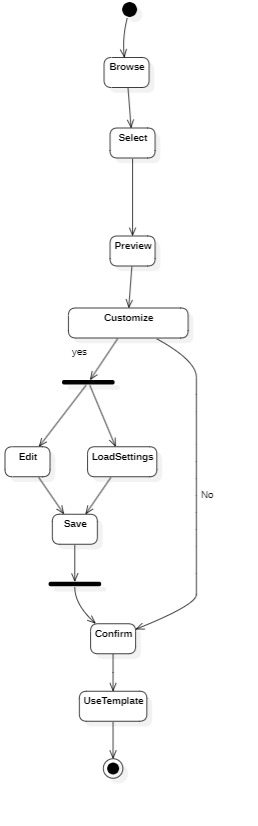 Browse
Select
Preview
Customize
yes
Edit
LoadSettings
No
Save
Confirm
UseTemplate